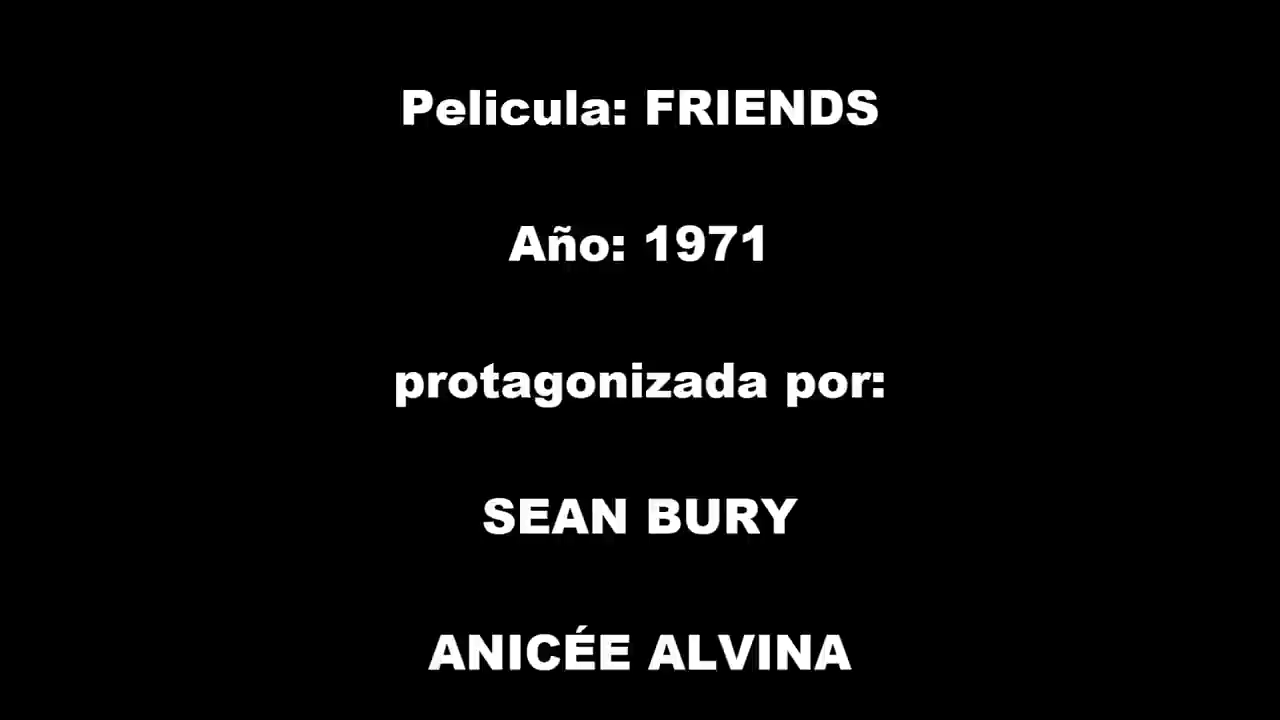 Pelicula: FRIENDS
Año: 1971
protagonizada por:
SEAN BURY
ANICÉE ALVINA